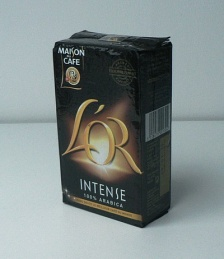 MAISON
DU CAFÉ
L'OR
INTENSE
100% ARABICA